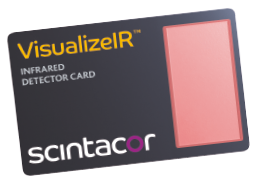 VisualizeIR™
INFRARED
DETECTOR CARD
scintacor